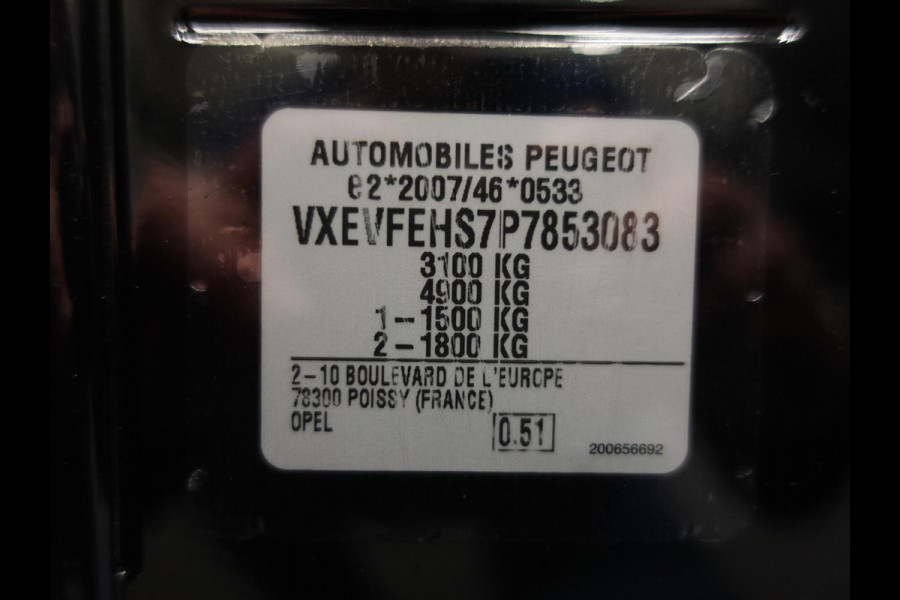 AUTOMOBILES PEUGEOT
e2*2007/46*0533
VXEVFEHS7P7853083
3100 KG
4900 KG
1-1500 KG
2-1800 KG
2-10 BOULEVARD DE L'EUROPE
78300 POISSY (FRANCE)
OPEL
0.51
200656692